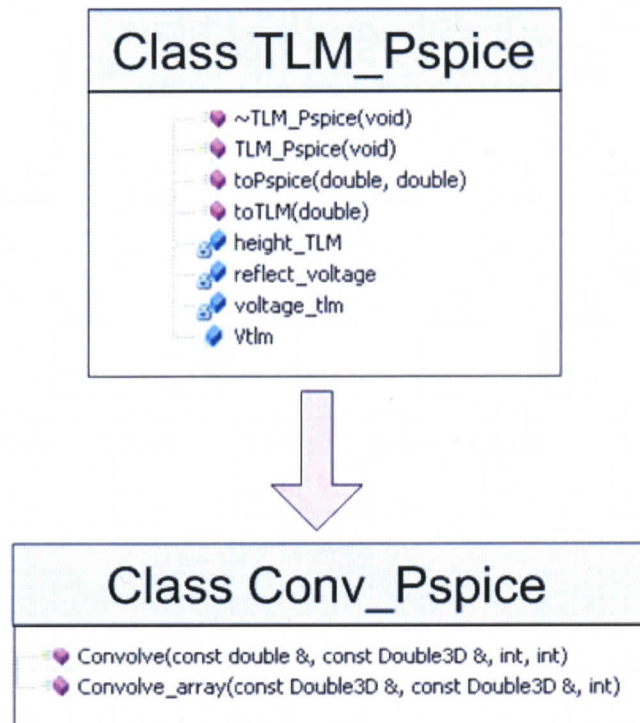 Class TLM_Pspice
~TLM_Pspice(void)
TLM_Pspice(void)
toPspice(double, double)
toTLM(double)
height_TLM
reflect_voltage
voltage_tlm
Vtlm
Class Conv_Pspice
Convolve(const double &, const Double3D &, int, int)
Convolve_array(const Double3D &, const Double3D &, int)